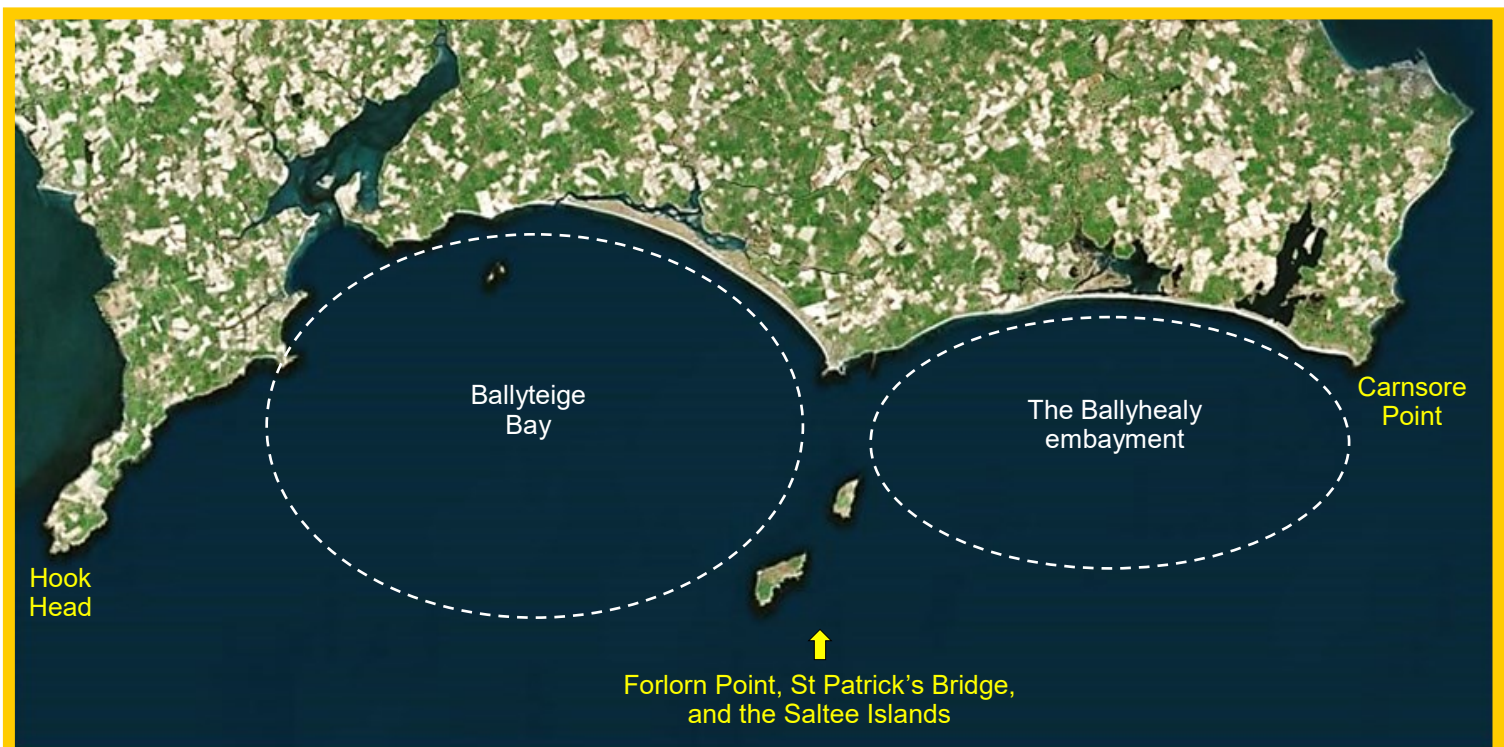 Ballyteige
Bay
The Ballyhealy
embayment
Carnsore
Point
Hook
Head
Forlorn Point, St Patrick’s Bridge,
and the Saltee Islands